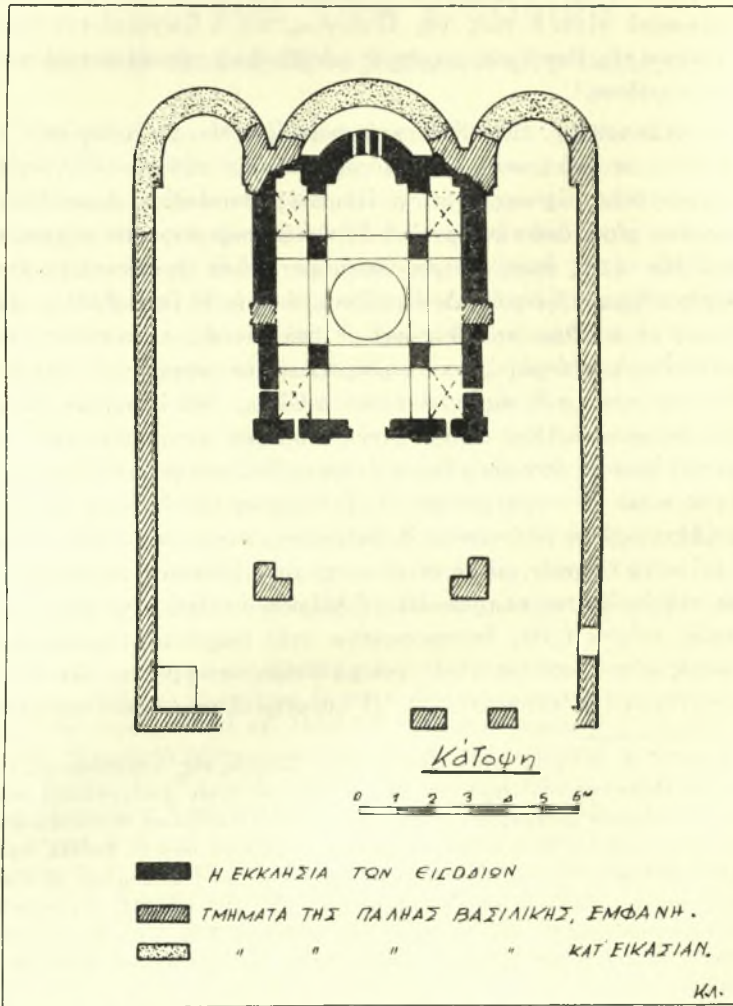 Κάτοψη
0 1 2 3 4 5 6Μ
Η ΕΚΚΛΗΣΙΑ ΤΩΝ ΕΙΣΟΔΙΩΝ
ΤΜΗΜΑΤΑ ΤΗΣ ΠΑΛΗΑΣ ΒΑΣΙΛΙΚΗΣ, ΕΜΦΑΝΗ.
" " " " ΚΑΤ' ΕΙΚΑΣΙΑΝ.
ΚΛ.